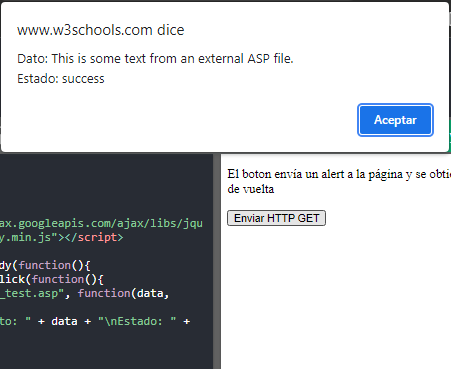 www.w3schools.com dice
Dato: This is some text from an external ASP file.
Estado: success
Aceptar
ax.googleapis.com/ajax/libs/jqu
y.min.js"></script>
dy(function(){
lick(function(){
_test.asp", function(data,
to: " + data + "\nEstado: " +
El boton envía un alert a la página y se obti
de vuelta
Enviar HTTP GET